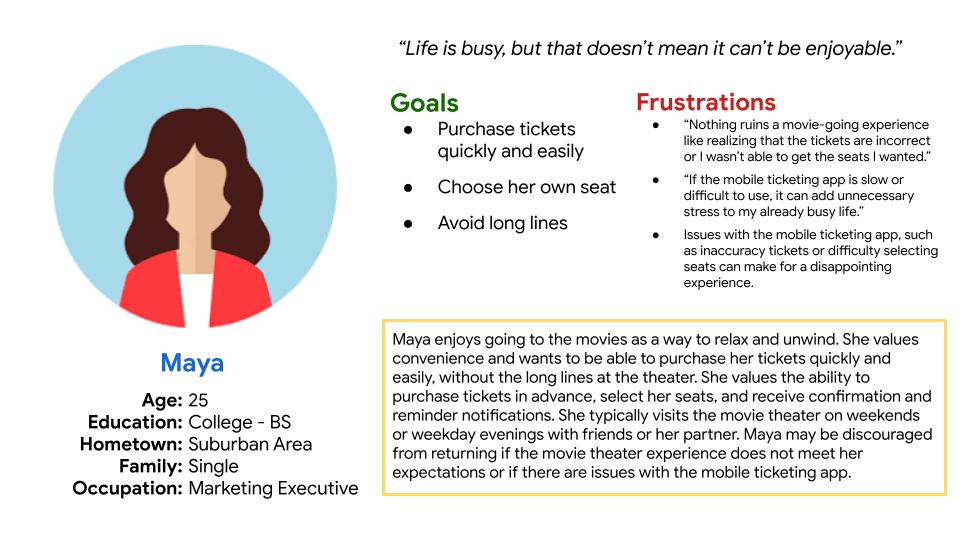 “Life is busy, but that doesn’t mean it can’t be enjoyable.”
Goals
● Purchase tickets
quickly and easily
● Choose her own seat
● Avoid long lines
Frustrations
● “Nothing ruins a movie-going experience
like realizing that the tickets are incorrect
or I wasn’t able to get the seats I wanted.”
● “If the mobile ticketing app is slow or
difficult to use, it can add unnecessary
stress to my already busy life.”
● Issues with the mobile ticketing app, such
as inaccuracy tickets or difficulty selecting
seats can make for a disappointing
experience.
Maya
Age: 25
Education: College - BS
Hometown: Suburban Area
Family: Single
Occupation: Marketing Executive
Maya enjoys going to the movies as a way to relax and unwind. She values
convenience and wants to be able to purchase her tickets quickly and
easily, without the long lines at the theater. She values the ability to
purchase tickets in advance, select her seats, and receive confirmation and
reminder notifications. She typically visits the movie theater on weekends
or weekday evenings with friends or her partner. Maya may be discouraged
from returning if the movie theater experience does not meet her
expectations or if there are issues with the mobile ticketing app.